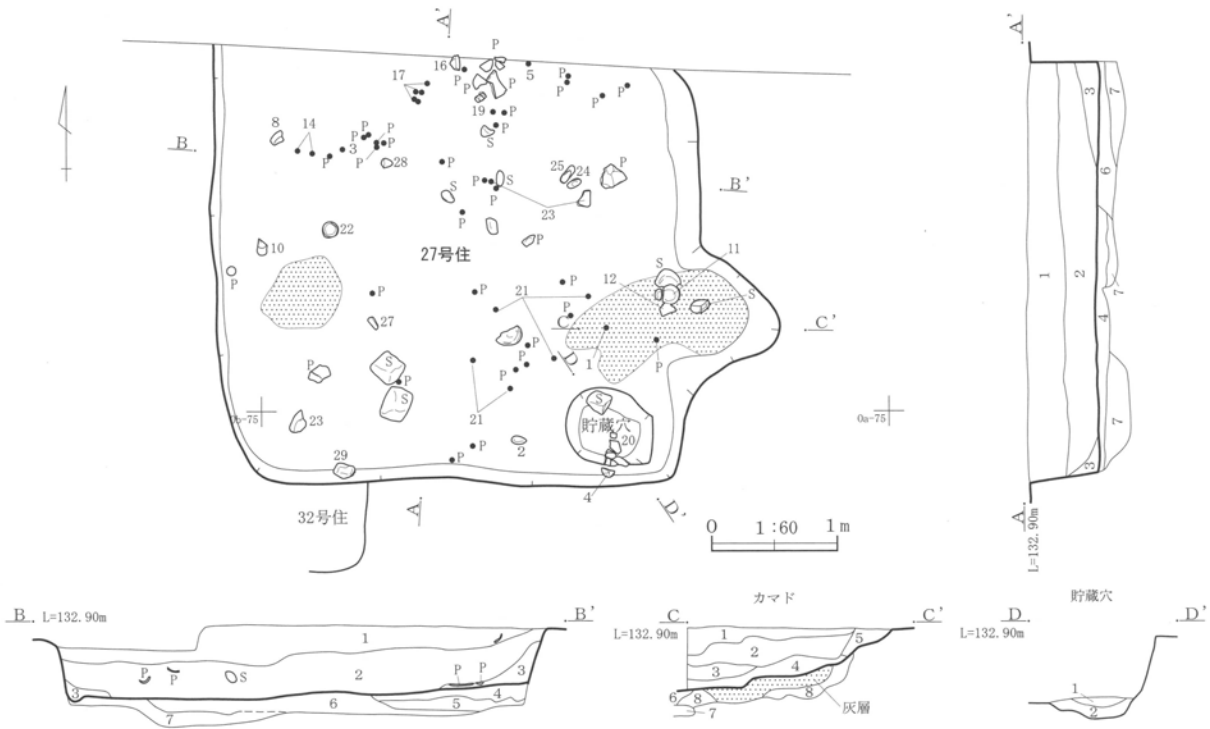 A'
A'
P
16
P
5
P
P
17
P
P
P
P
P
19
P
P
8
14
P
P
P
S
B
3
P
P
28
P
25
24
P
P
S
B'
S
P
23
P
22
P
10
27号住
11
S
12
S
P
P
P
21
P
C
C'
27
P
1
P
P
S
P
P
P
P
S
21
S
Oa-75
貯蔵穴
23
2
20
P
P
29
4
32号住
A
D'
0 1:60 1m
3
7
6
1
2
7
4
7
3
A
L=132.90m
カマド
貯蔵穴
B L=132.90m B'
C C'
L=132.90m
D D'
L=132.90m
1
P
P
S
2
P
P
3
3
4
6
5
7
1
5
2
3
4
6
8
8
7
灰層
1
2